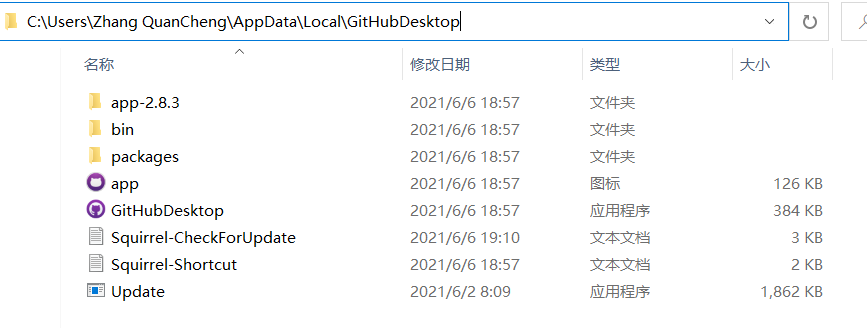 C:\Users\Zhang QuanCheng\AppData\Local\GitHubDesktop
名称 修改日期 类型 大小
app-2.8.3 2021/6/6 18:57 文件夹
bin 2021/6/6 18:57 文件夹
packages 2021/6/6 18:57 文件夹
app 2021/6/6 18:57 图标 126 KB
GitHubDesktop 2021/6/6 18:57 应用程序 384 KB
Squirrel-CheckForUpdate 2021/6/6 19:10 文本文档 3 KB
Squirrel-Shortcut 2021/6/6 18:57 文本文档 2 KB
Update 2021/6/2 8:09 应用程序 1,862 KB